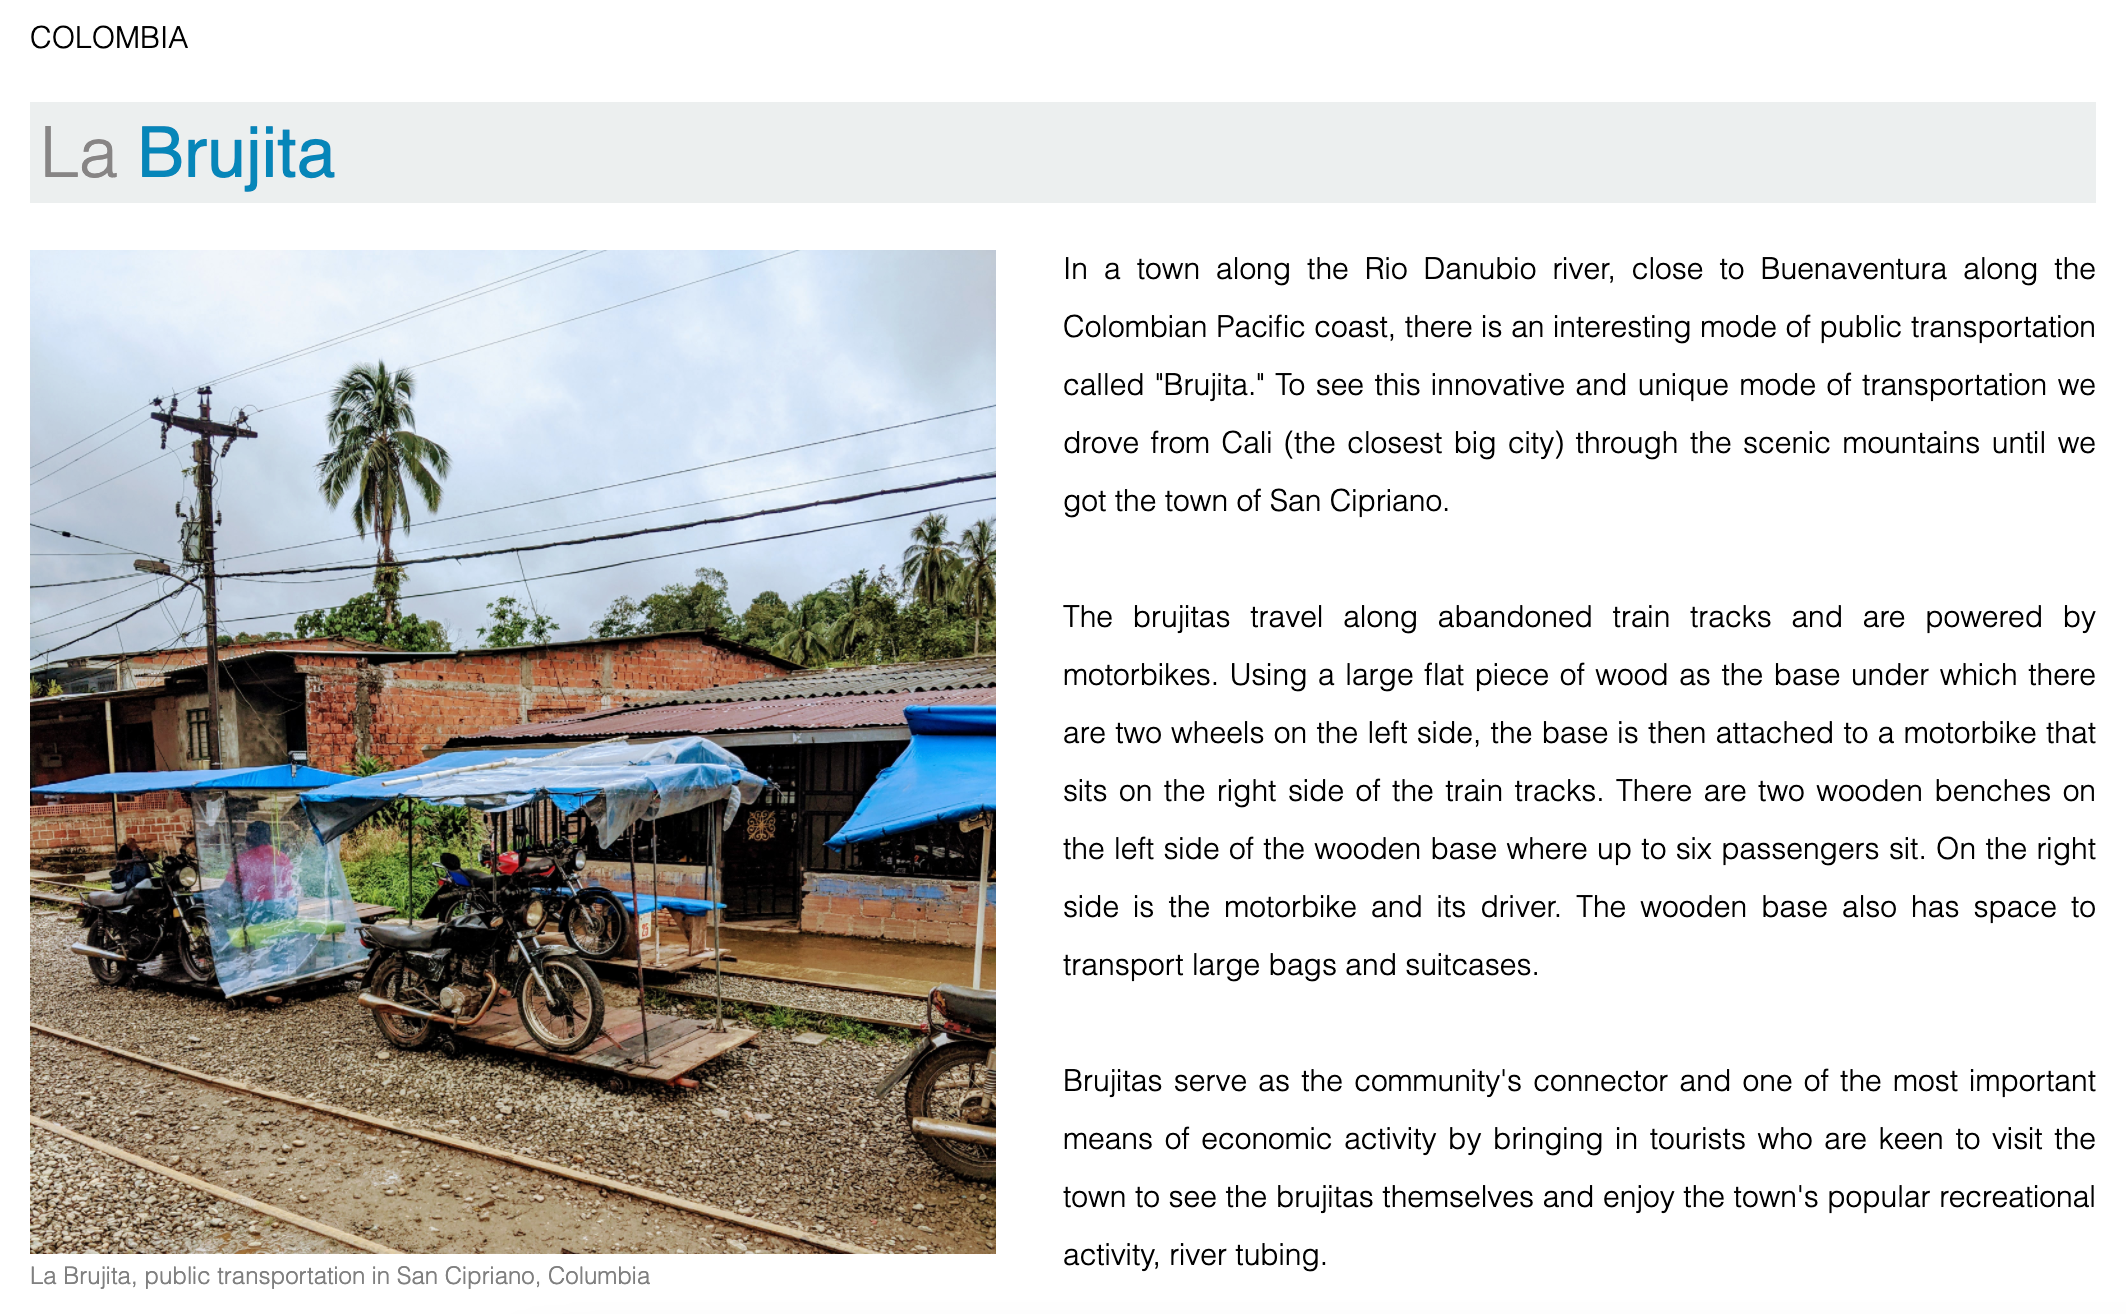 COLOMBIA
La Brujita
In a town along the Rio Danubio river, close to Buenaventura along the
Colombian Pacific coast, there is an interesting mode of public transportation
called "Brujita." To see this innovative and unique mode of transportation we
drove from Cali (the closest big city) through the scenic mountains until we
got the town of San Cipriano.
The brujitas travel along abandoned train tracks and are powered by
motorbikes. Using a large flat piece of wood as the base under which there
are two wheels on the left side, the base is then attached to a motorbike that
sits on the right side of the train tracks. There are two wooden benches on
the left side of the wooden base where up to six passengers sit. On the right
side is the motorbike and its driver. The wooden base also has space to
transport large bags and suitcases.
Brujitas serve as the community's connector and one of the most important
means of economic activity by bringing in tourists who are keen to visit the
town to see the brujitas themselves and enjoy the town's popular recreational
activity, river tubing.
La Brujita, public transportation in San Cipriano, Columbia